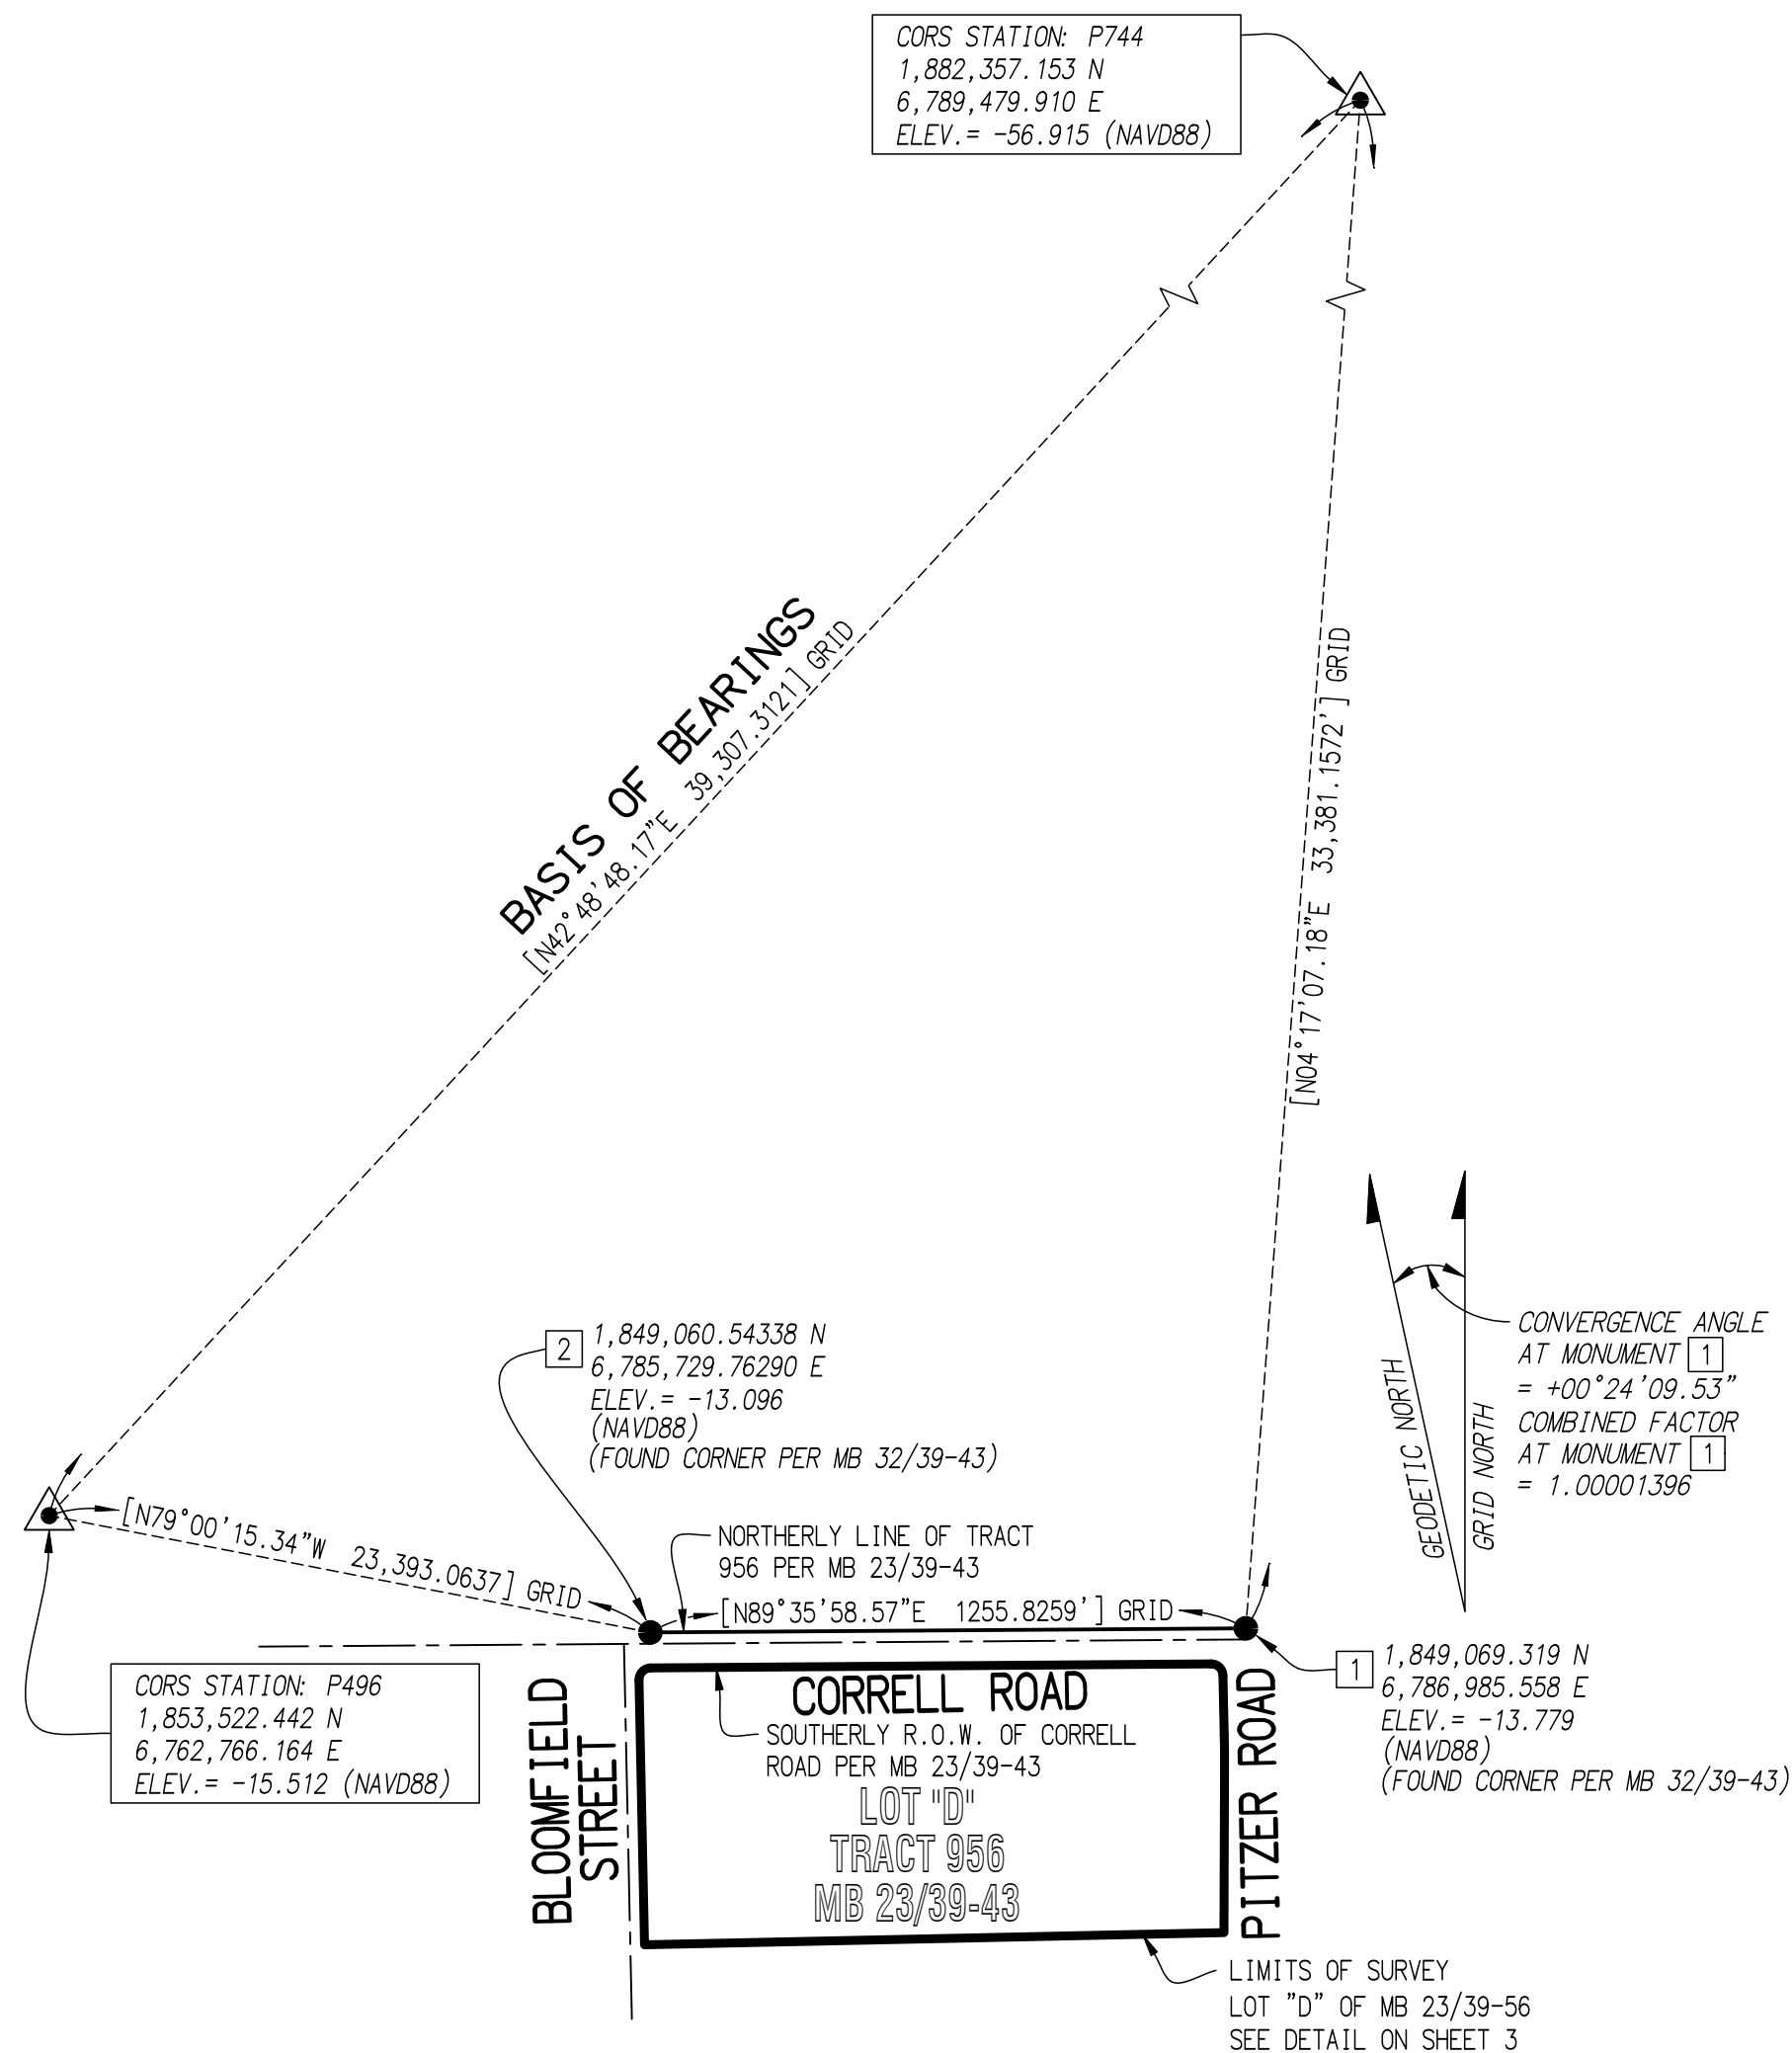 CORS STATION: P744
1,882,357.153 N
6,789,479.910 E
ELEV.= -56.915 (NAVD88)
BASIS OF BEARINGS
[N42°48'48.17"E 39,307.3121] GRID
[N04°17'07.18"E 33,381.1572'] GRID
GEODETIC NORTH
GRID NORTH
CONVERGENCE ANGLE
AT MONUMENT 1
= +00°24'09.53"
COMBINED FACTOR
AT MONUMENT 1
= 1.00001396
2
1,849,060.54338 N
6,785,729.76290 E
ELEV.= -13.096
(NAVD88)
(FOUND CORNER PER MB 32/39-43)
[N79°00'15.34"W 23,393.0637] GRID
NORTHERLY LINE OF TRACT
956 PER MB 23/39-43
[N89°35'58.57"E 1255.8259'] GRID
1
1,849,069.319 N
6,786,985.558 E
ELEV.= -13.779
(NAVD88)
(FOUND CORNER PER MB 32/39-43)
CORS STATION: P496
1,853,522.442 N
6,762,766.164 E
ELEV.= -15.512 (NAVD88)
BLOOMFIELD
STREET
CORRELL ROAD
SOUTHERLY R.O.W. OF CORRELL
ROAD PER MB 23/39-43
LOT "D"
TRACT 956
MB 23/39-43
PITZER ROAD
LIMITS OF SURVEY
LOT "D" OF MB 23/39-56
SEE DETAIL ON SHEET 3